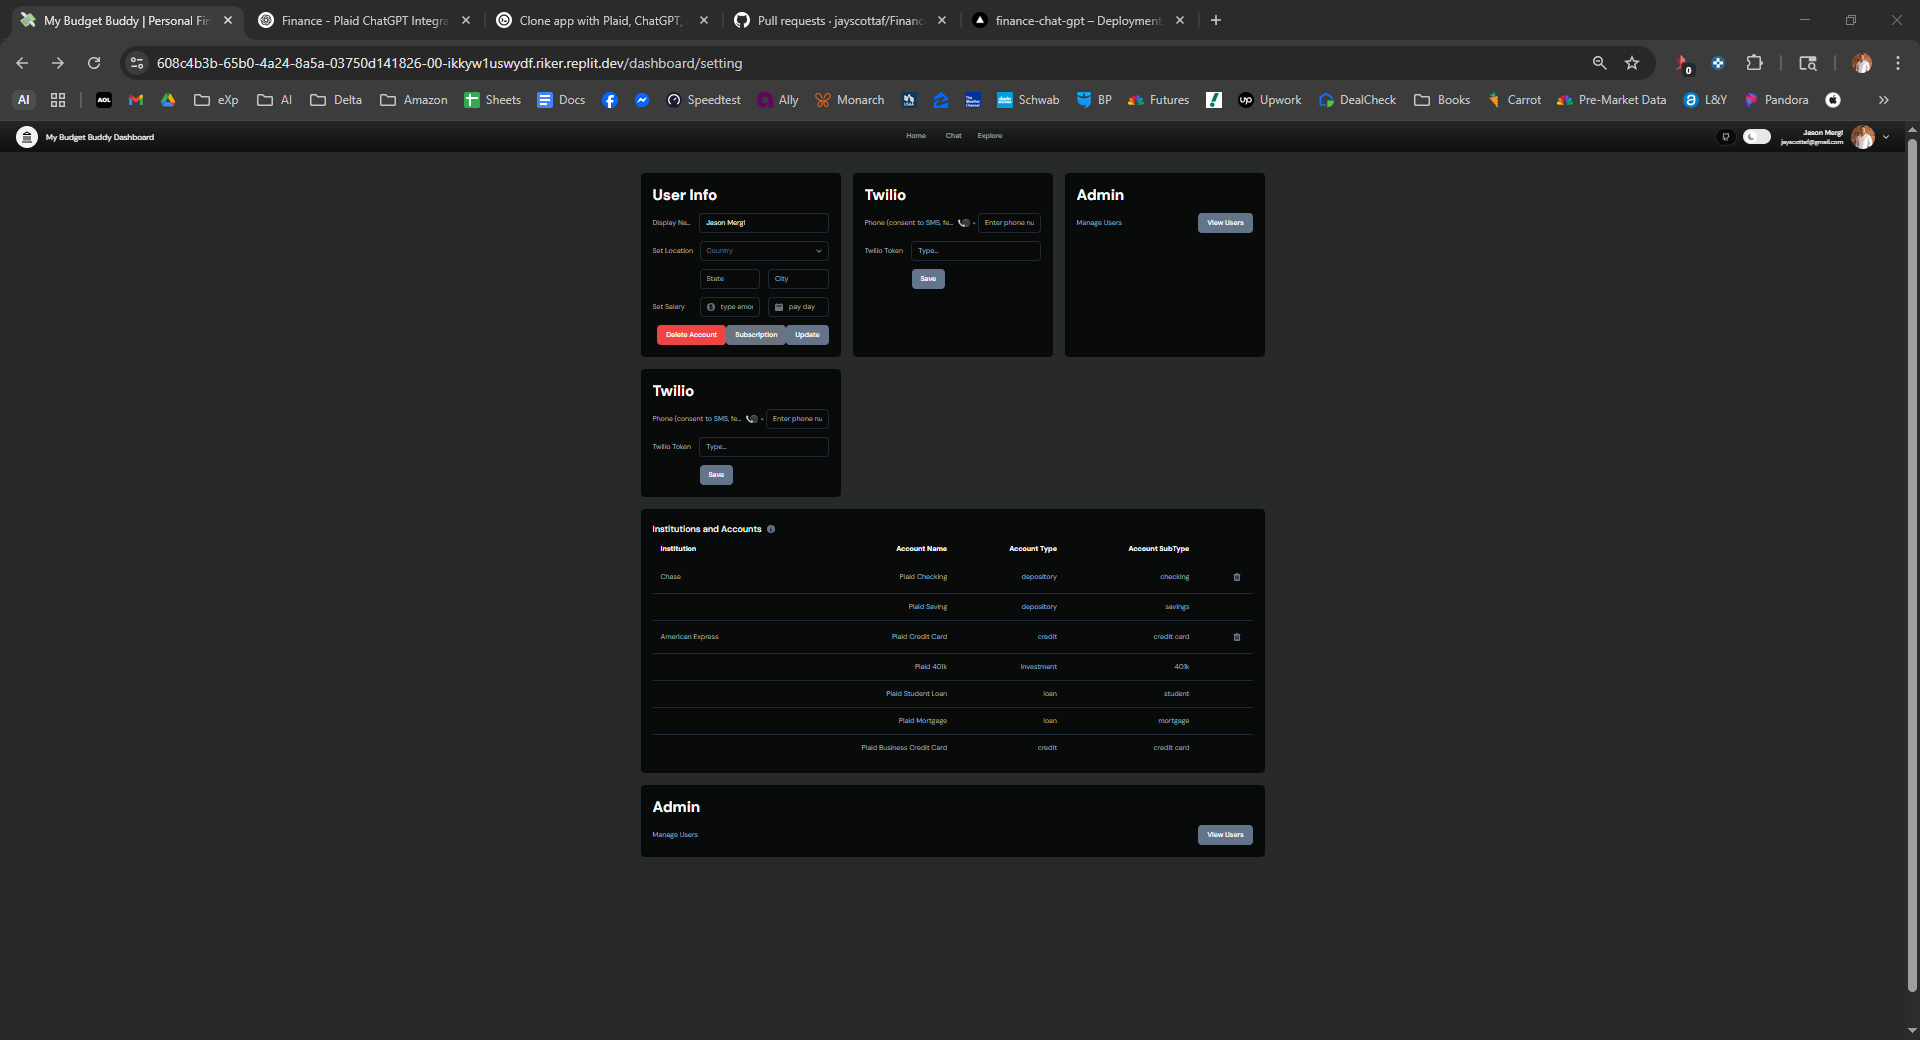 My Budget Buddy | Personal Fin
Finance - Plaid ChatGPT Integra
Clone app with Plaid, ChatGPT,
Pull requests · jayscottaf/Financ
finance-chat-gpt – Deployment
608c4b3b-65b0-4a24-8a5a-03750d141826-00-ikkyw1uswydf.riker.replit.dev/dashboard/setting
0
AI
AOL
eXp
AI
Delta
Amazon
Sheets
Docs
Speedtest
Ally
Monarch
Schwab
BP
Futures
Upwork
DealCheck
Books
Carrot
Pre-Market Data
L&Y
Pandora
My Budget Buddy Dashboard
Home
Chat
Explore
Jason Mergl
jayscottaf@gmail.com
User Info
Display Na...
Jason Mergl
Set Location
Country
State
City
Set Salary
type amou
pay day
Delete Account
Subscription
Update
Twilio
Phone (consent to SMS, fe...
Enter phone nu
Twilio Token
Type...
Save
Admin
Manage Users
View Users
Twilio
Phone (consent to SMS, fe...
Enter phone nu
Twilio Token
Type...
Save
Institutions and Accounts
Institution Account Name Account Type Account SubType
Chase Plaid Checking depository checking
Plaid Saving depository savings
American Express Plaid Credit Card credit credit card
Plaid 401k investment 401k
Plaid Student Loan loan student
Plaid Mortgage loan mortgage
Plaid Business Credit Card credit credit card
Admin
Manage Users
View Users